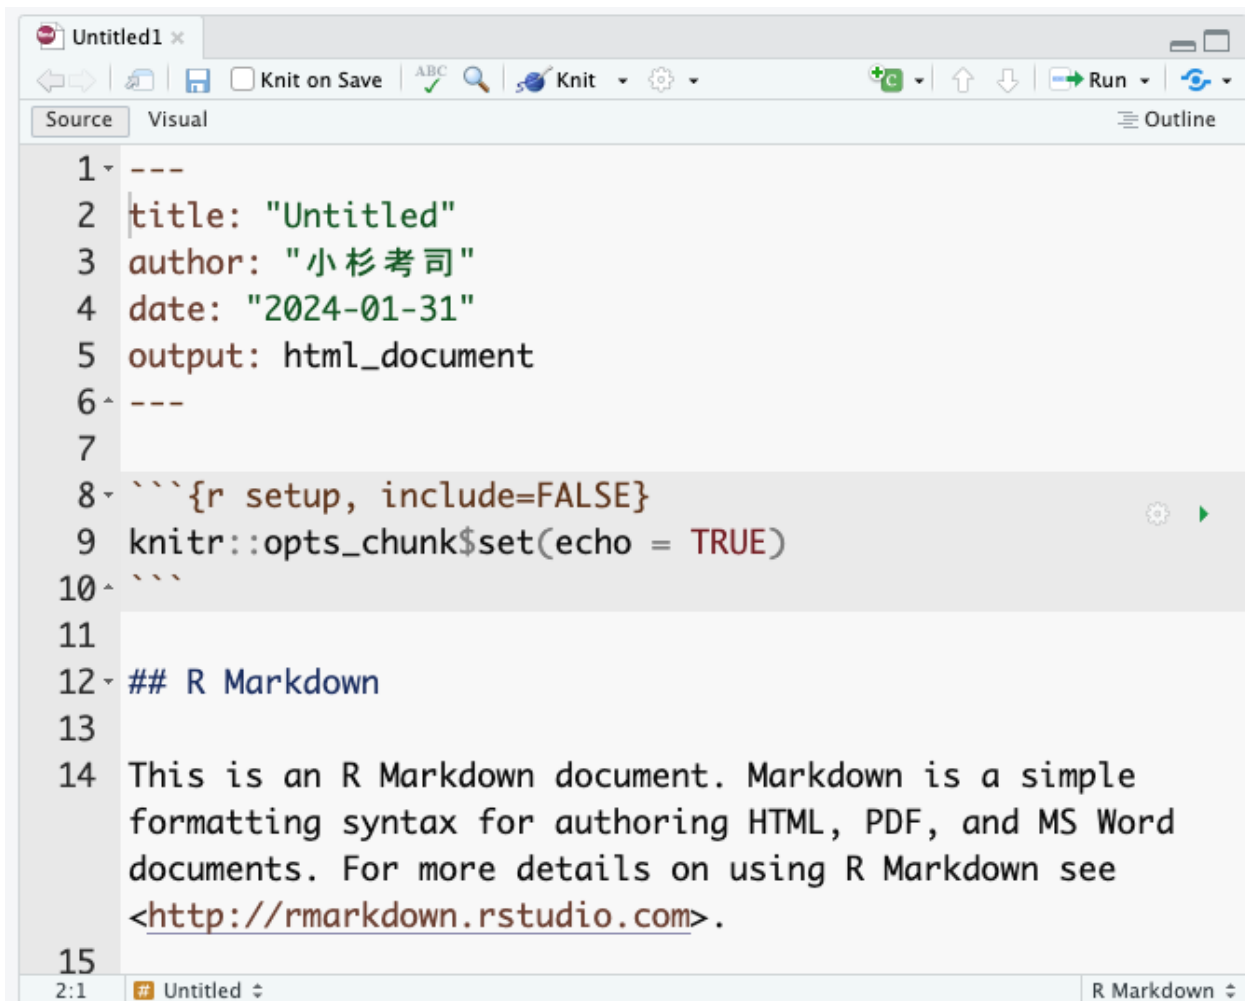 Untitled1
Knit on Save ABC Knit Run
Source Visual Outline
1 ---
2 title: "Untitled"
3 author: "小杉考司"
4 date: "2024-01-31"
5 output: html_document
6 ---
7
8 ```{r setup, include=FALSE}
9 knitr::opts_chunk$set(echo = TRUE)
10 ```
11
12 ## R Markdown
13
14 This is an R Markdown document. Markdown is a simple
formatting syntax for authoring HTML, PDF, and MS Word
documents. For more details on using R Markdown see
<http://rmarkdown.rstudio.com>.
15
2:1 # Untitled R Markdown